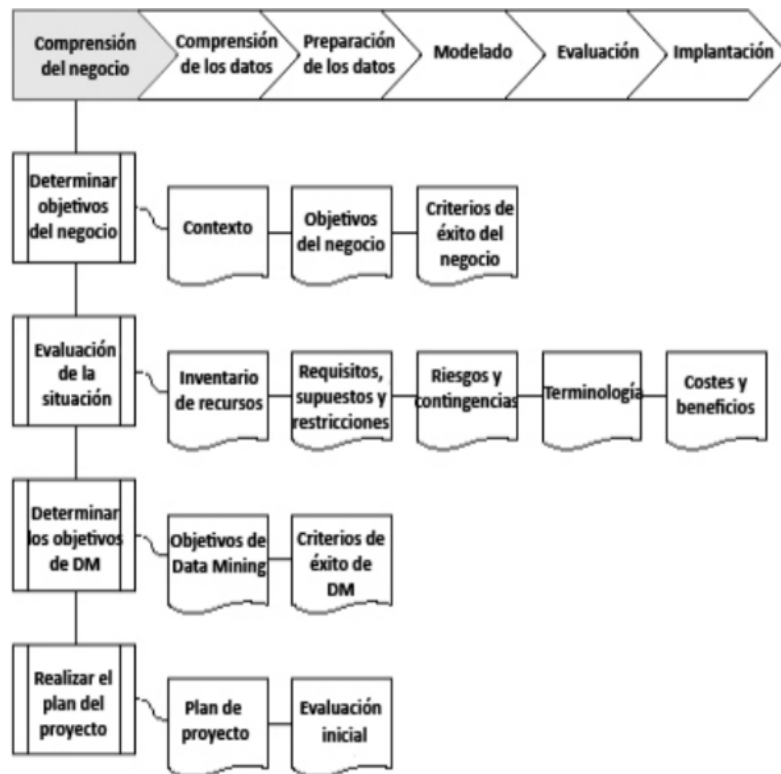 Comprensión
del negocio
Comprensión
de los datos
Preparación
de los datos
Modelado
Evaluación
Implantación
Determinar
objetivos
del negocio
Contexto
Objetivos
del negocio
Criterios de
éxito del
negocio
Evaluación
de la
situación
Inventario
de recursos
Requisitos,
supuestos y
restricciones
Riesgos y
contingencias
Terminología
Costes y
beneficios
Determinar
los objetivos
de DM
Objetivos de
Data Mining
Criterios de
éxito de
DM
Realizar el
plan del
proyecto
Plan de
proyecto
Evaluación
inicial